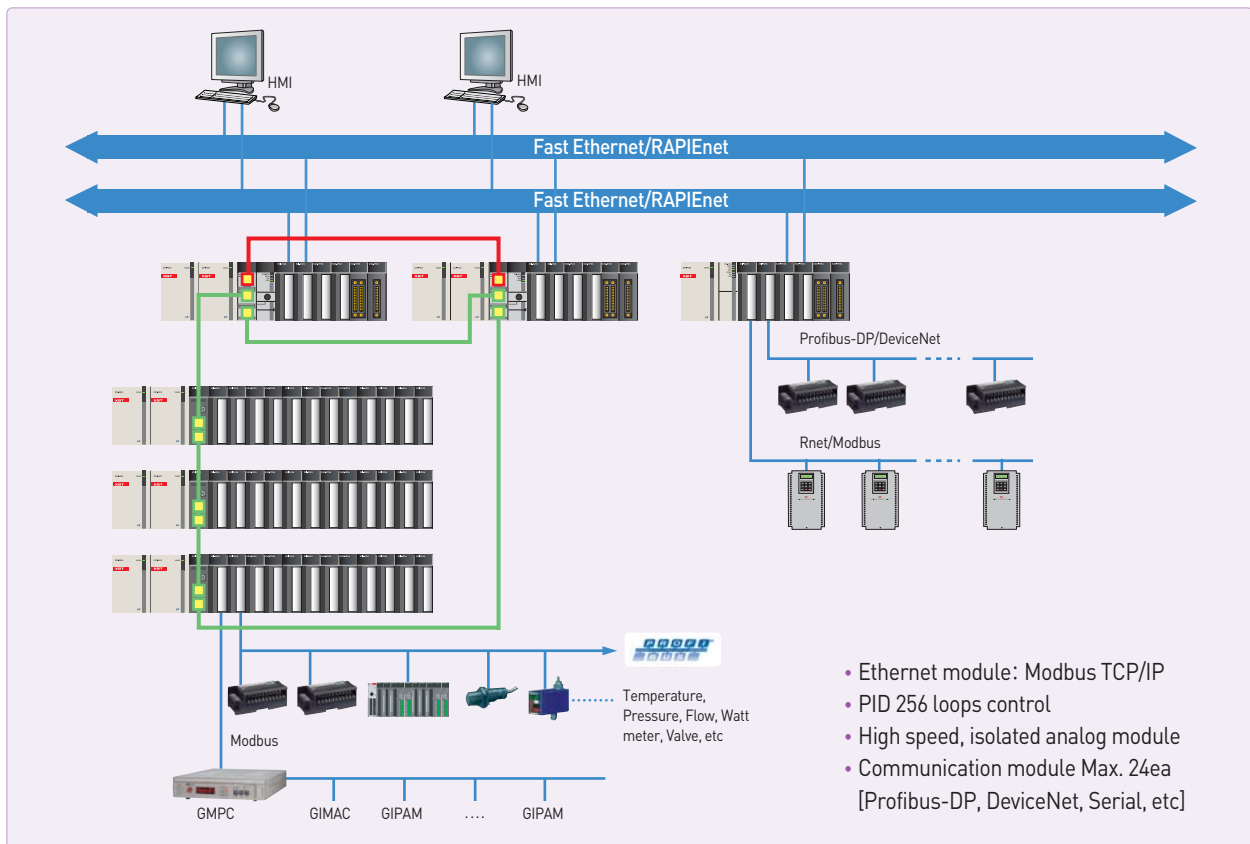 HMI
HMI
Fast Ethernet/RAPIEnet
Fast Ethernet/RAPIEnet
Profibus-DP/DeviceNet
Rnet/Modbus
PROFI
BUS
Temperature,
Pressure, Flow, Watt
meter, Valve, etc
Modbus
GMPC
GIMAC
GIPAM
....
GIPAM
• Ethernet module: Modbus TCP/IP
• PID 256 loops control
• High speed, isolated analog module
• Communication module Max. 24ea
[Profibus-DP, DeviceNet, Serial, etc]